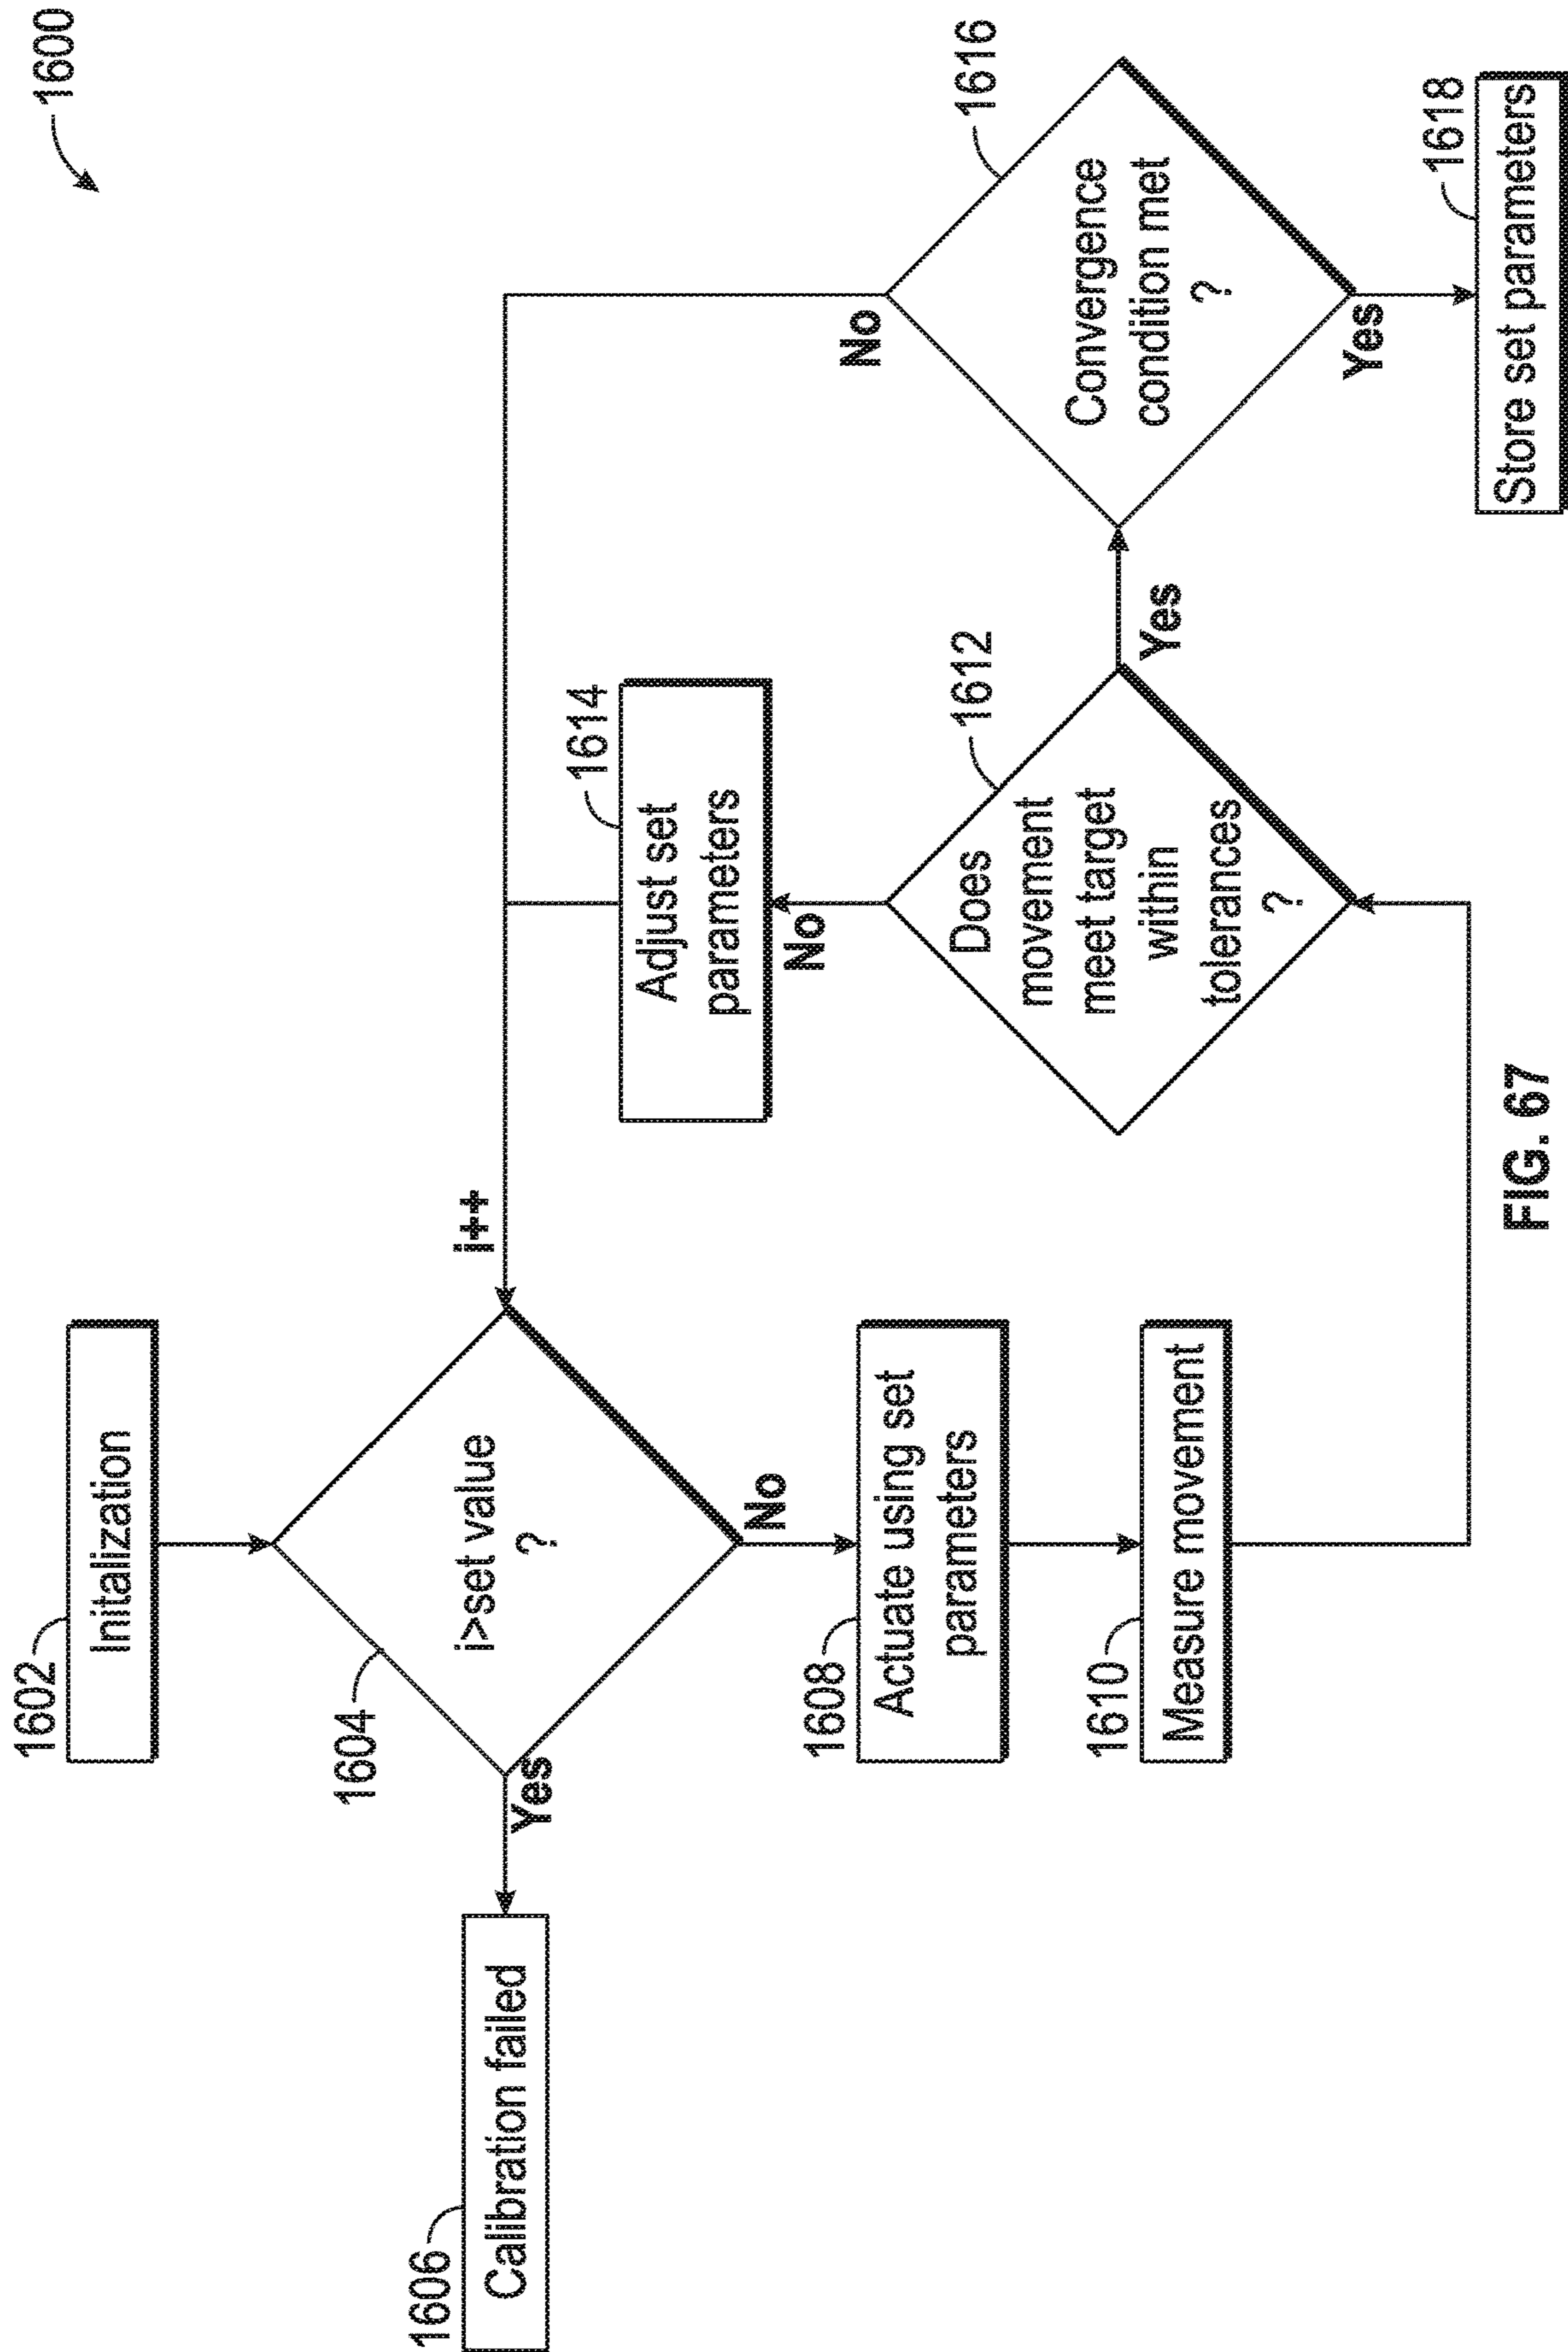 1600
1602
Initalization
1604
i>set value
?
i++
Yes
No
1606
Calibration failed
1608
Actuate using set
parameters
1610
Measure movement
1612
Does
movement
meet target
within
tolerances
?
No
Yes
1614
Adjust set
parameters
1616
Convergence
condition met
?
No
Yes
1618
Store set parameters
FIG. 67